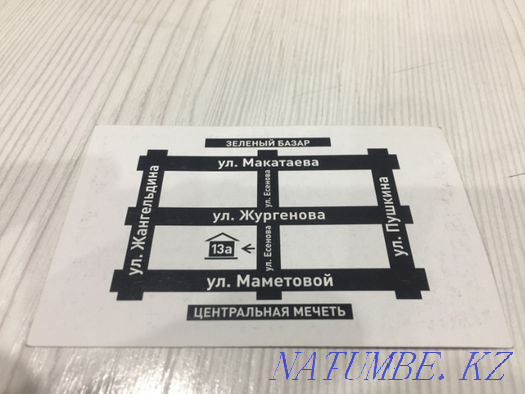 ЗЕЛЕНЫЙ БАЗАР
ул. Макатаева
ул. Жангельдина
ул. Есенова
ул. Пушкина
ул. Жургенова
13а
ул. Есенова
ул. Маметовой
ЦЕНТРАЛЬНАЯ МЕЧЕТЬ
NATUMBE.KZ